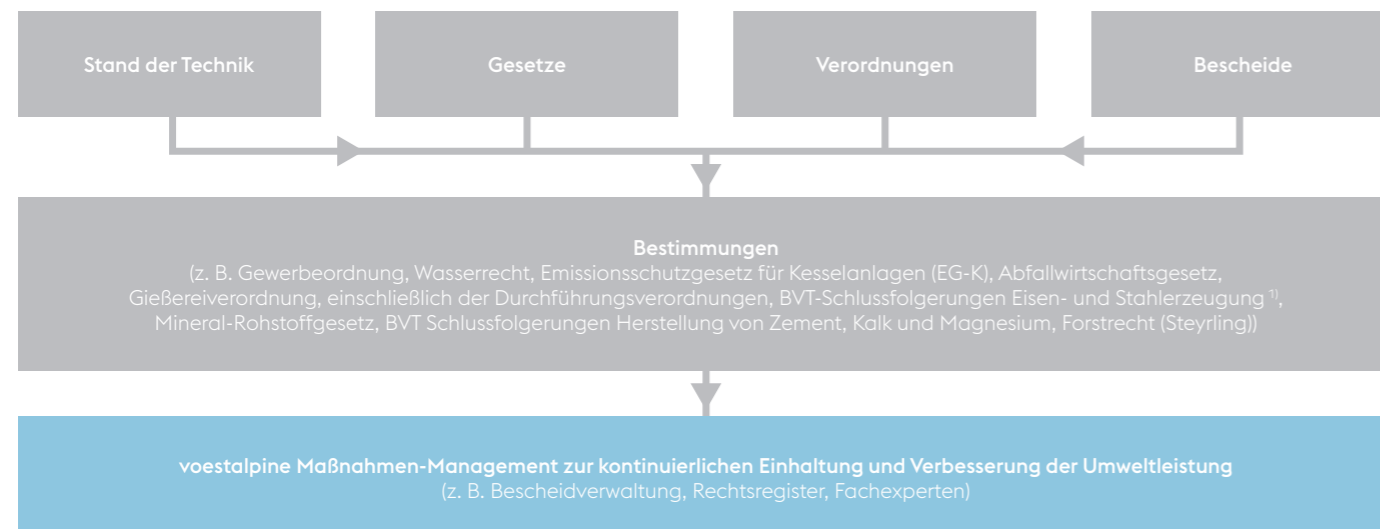 Stand der Technik
Gesetze
Verordnungen
Bescheide
Bestimmungen
(z. B. Gewerbeordnung, Wasserrecht, Emissionsschutzgesetz für Kesselanlagen (EG-K), Abfallwirtschaftsgesetz,
Gießereiverordnung, einschließlich der Durchführungsverordnungen, BVT-Schlussfolgerungen Eisen- und Stahlerzeugung ¹⁾,
Mineral-Rohstoffgesetz, BVT Schlussfolgerungen Herstellung von Zement, Kalk und Magnesium, Forstrecht (Steyrling))
voestalpine Maßnahmen-Management zur kontinuierlichen Einhaltung und Verbesserung der Umweltleistung
(z. B. Bescheidverwaltung, Rechtsregister, Fachexperten)